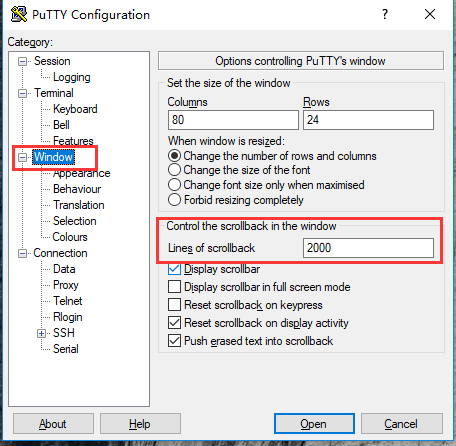 PuTTY Configuration
Category:
Session
Logging
Terminal
Keyboard
Bell
Features
Window
Appearance
Behaviour
Translation
Selection
Colours
Connection
Data
Proxy
Telnet
Rlogin
SSH
Serial
Options controlling PuTTY's window
Set the size of the window
Columns Rows
80 24
When window is resized:
Change the number of rows and columns
Change the size of the font
Change font size only when maximised
Forbid resizing completely
Control the scrollback in the window
Lines of scrollback 2000
Display scrollbar
Display scrollbar in full screen mode
Reset scrollback on keypress
Reset scrollback on display activity
Push erased text into scrollback
About Help Open Cancel